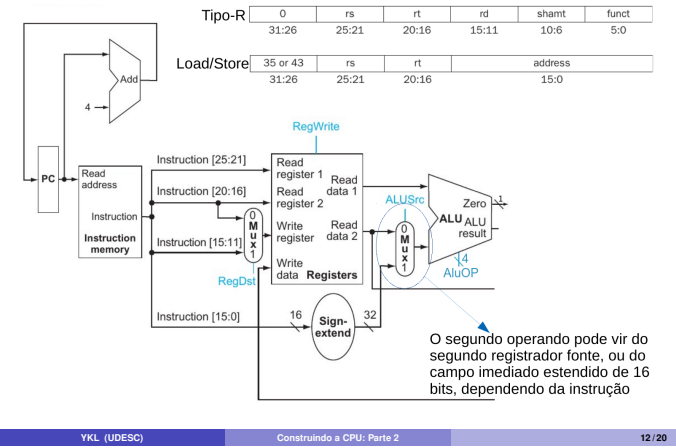 Tipo-R
0 rs rt rd shamt funct
31:26 25:21 20:16 15:11 10:6 5:0
Load/Store
35 or 43 rs rt address
31:26 25:21 20:16 15:0
Add
4
RegWrite
PC
Read
address
Instruction
Instruction
memory
Instruction [25:21]
Instruction [20:16]
Instruction [15:11]
Instruction [15:0]
0
M
u
x
1
RegDst
Read
register 1
Read
register 2
Write
register
Write
data
Read
data 1
Read
data 2
Registers
16
Sign-
extend
32
ALUSrc
0
M
u
x
1
Zero
ALU
ALU
result
1
4
AluOP
O segundo operando pode vir do
segundo registrador fonte, ou do
campo imediado estendido de 16
bits, dependendo da instrução
YKL (UDESC) Construindo a CPU: Parte 2 12/20